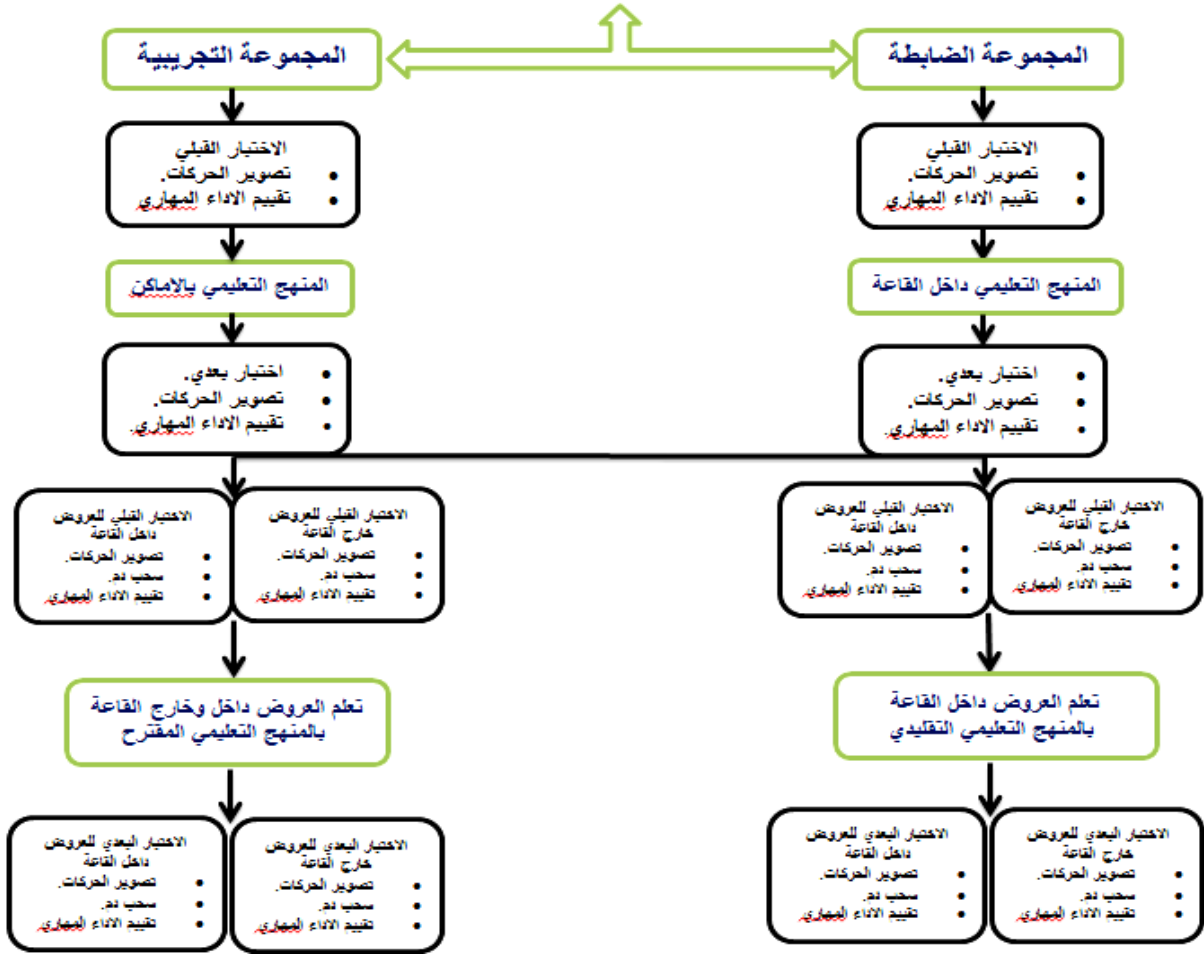 المجموعة الضابطة
المجموعة التجريبية
الاختبار القبلي
• تصوير الحركات.
• تقييم الاداء المهاري
الاختبار القبلي
• تصوير الحركات.
• تقييم الاداء المهاري
المنهج التعليمي داخل القاعة
المنهج التعليمي بالاماكن
• اختبار بعدي.
• تصوير الحركات.
• تقييم الاداء المهاري.
• اختبار بعدي.
• تصوير الحركات.
• تقييم الاداء المهاري.
الاختبار القبلي للعروض
خارج القاعة
• تصوير الحركات.
• سحب دم.
• تقييم الاداء المهاري
الاختبار القبلي للعروض
داخل القاعة
• تصوير الحركات.
• سحب دم.
• تقييم الاداء المهاري
الاختبار القبلي للعروض
خارج القاعة
• تصوير الحركات.
• سحب دم.
• تقييم الاداء المهاري
الاختبار القبلي للعروض
داخل القاعة
• تصوير الحركات.
• سحب دم.
• تقييم الاداء المهاري
تعلم العروض داخل القاعة
بالمنهج التعليمي التقليدي
تعلم العروض داخل وخارج القاعة
بالمنهج التعليمي المقترح
الاختبار البعدي للعروض
خارج القاعة
• تصوير الحركات.
• سحب دم.
• تقييم الاداء المهاري
الاختبار البعدي للعروض
داخل القاعة
• تصوير الحركات.
• سحب دم.
• تقييم الاداء المهاري
الاختبار البعدي للعروض
خارج القاعة
• تصوير الحركات.
• سحب دم.
• تقييم الاداء المهاري
الاختبار البعدي للعروض
داخل القاعة
• تصوير الحركات.
• سحب دم.
• تقييم الاداء المهاري